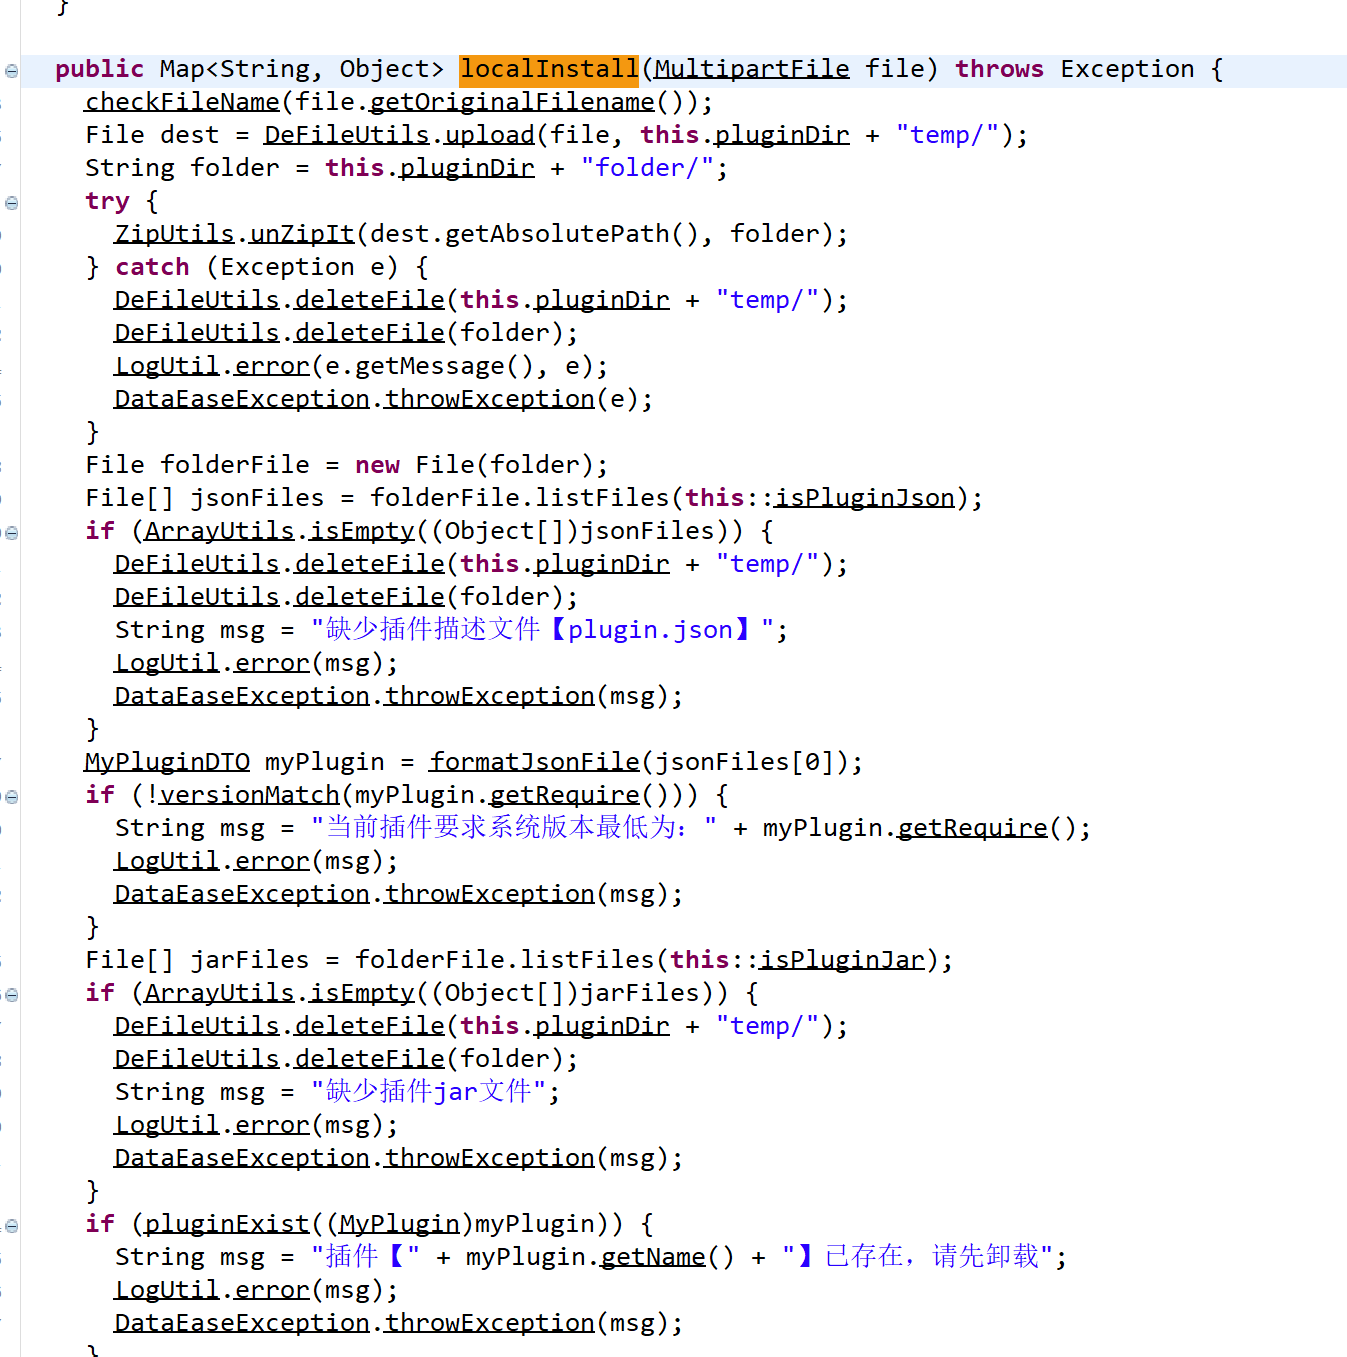 }
public Map<String, Object> localInstall(MultipartFile file) throws Exception {
checkFileName(file.getOriginalFilename());
File dest = DeFileUtils.upload(file, this.pluginDir + "temp/");
String folder = this.pluginDir + "folder/";
try {
ZipUtils.unZipIt(dest.getAbsolutePath(), folder);
} catch (Exception e) {
DeFileUtils.deleteFile(this.pluginDir + "temp/");
DeFileUtils.deleteFile(folder);
LogUtil.error(e.getMessage(), e);
DataEaseException.throwException(e);
}
File folderFile = new File(folder);
File[] jsonFiles = folderFile.listFiles(this::isPluginJson);
if (ArrayUtils.isEmpty((Object[])jsonFiles)) {
DeFileUtils.deleteFile(this.pluginDir + "temp/");
DeFileUtils.deleteFile(folder);
String msg = "缺少插件描述文件【plugin.json】";
LogUtil.error(msg);
DataEaseException.throwException(msg);
}
MyPluginDTO myPlugin = formatJsonFile(jsonFiles[0]);
if (!versionMatch(myPlugin.getRequire())) {
String msg = "当前插件要求系统版本最低为：" + myPlugin.getRequire();
LogUtil.error(msg);
DataEaseException.throwException(msg);
}
File[] jarFiles = folderFile.listFiles(this::isPluginJar);
if (ArrayUtils.isEmpty((Object[])jarFiles)) {
DeFileUtils.deleteFile(this.pluginDir + "temp/");
DeFileUtils.deleteFile(folder);
String msg = "缺少插件jar文件";
LogUtil.error(msg);
DataEaseException.throwException(msg);
}
if (pluginExist((MyPlugin)myPlugin)) {
String msg = "插件【" + myPlugin.getName() + "】已存在，请先卸载";
LogUtil.error(msg);
DataEaseException.throwException(msg);
}